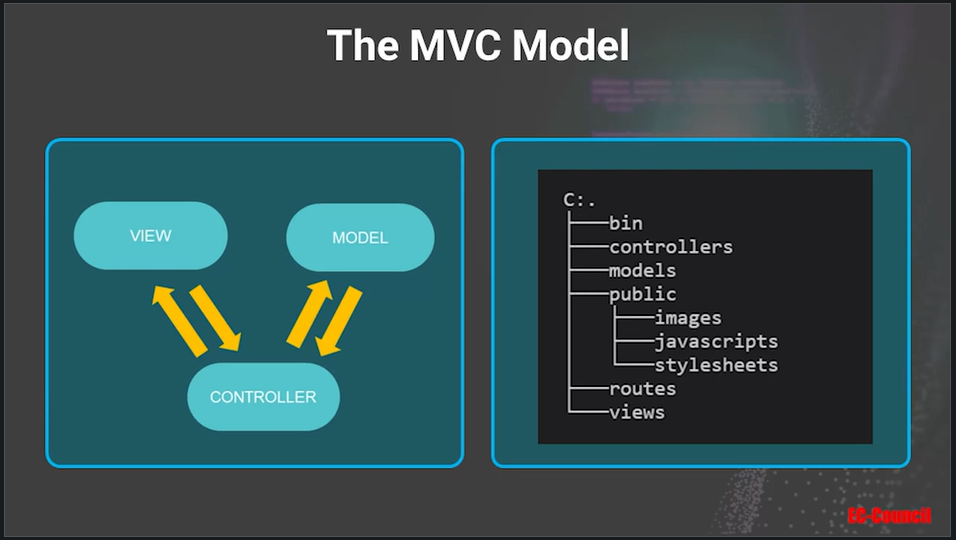 The MVC Model
VIEW
MODEL
CONTROLLER
C:.
├───bin
├───controllers
├───models
├───public
│   ├───images
│   ├───javascripts
│   └───stylesheets
├───routes
└───views
EC-Council